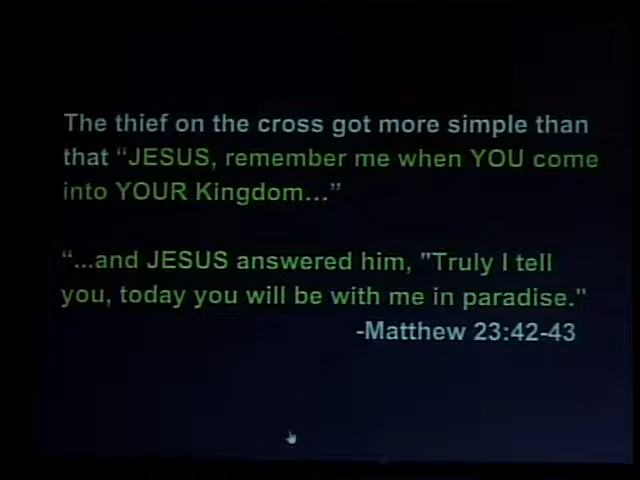 The thief on the cross got more simple than
that “JESUS, remember me when YOU come
into YOUR Kingdom...”
“...and JESUS answered him, "Truly I tell
you, today you will be with me in paradise."
-Matthew 23:42-43